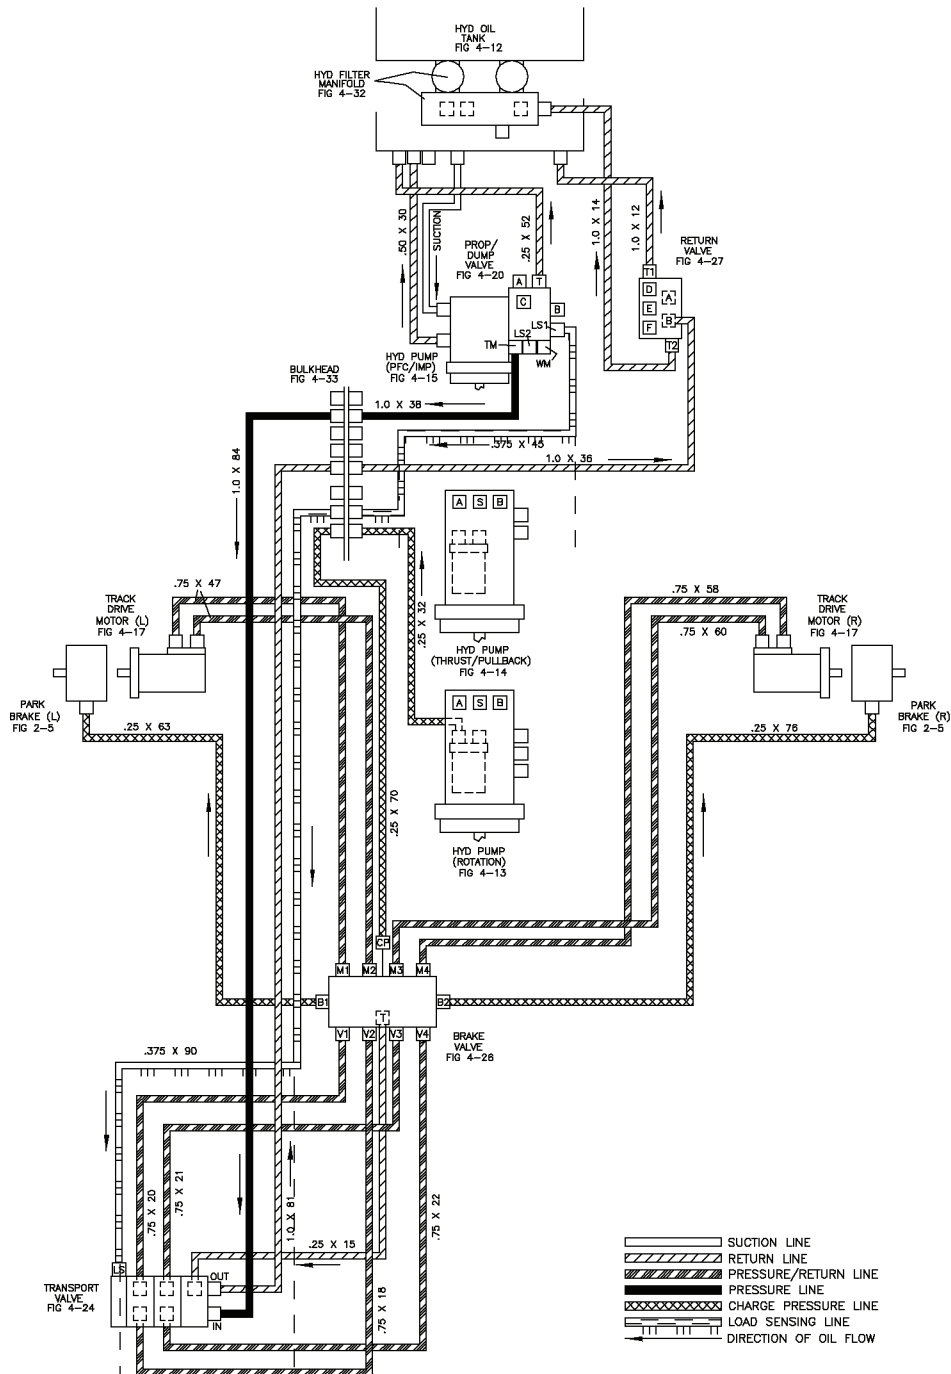 HYD OIL
TANK
FIG 4-12
HYD FILTER
MANIFOLD
FIG 4-32
.50 X 30
SUCTION
.25 X 52
1.0 X 14
1.0 X 12
PROP/
DUMP
VALVE
FIG 4-20
RETURN
VALVE
FIG 4-27
A
T
C
B
LS1
LS2
TM
WM
T1
D
A
E
B
F
T2
HYD PUMP
(PFC/IMP)
FIG 4-15
BULKHEAD
FIG 4-33
1.0 X 38
.375 X 45
1.0 X 36
1.0 X 84
A
S
B
HYD PUMP
(THRUST/PULLBACK)
FIG 4-14
.25 X 32
.75 X 47
TRACK
DRIVE
MOTOR (L)
FIG 4-17
.75 X 58
.75 X 60
TRACK
DRIVE
MOTOR (R)
FIG 4-17
PARK
BRAKE (L)
FIG 2-5
.25 X 63
PARK
BRAKE (R)
FIG 2-5
.25 X 76
A
S
B
HYD PUMP
(ROTATION)
FIG 4-13
.25 X 70
CP
M1
M2
M3
M4
B1
B2
T
V1
V2
V3
V4
BRAKE
VALVE
FIG 4-26
.375 X 90
.75 X 20
.75 X 21
1.0 X 81
.25 X 15
.75 X 18
.75 X 22
LS
OUT
IN
TRANSPORT
VALVE
FIG 4-24
SUCTION LINE
RETURN LINE
PRESSURE/RETURN LINE
PRESSURE LINE
CHARGE PRESSURE LINE
LOAD SENSING LINE
DIRECTION OF OIL FLOW